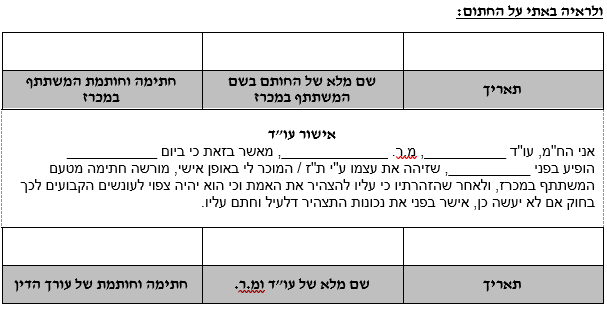 ולראיה באתי על החתום:
תאריך שם מלא של החותם בשם חתימה וחותמת המשתתף
המשתתף במכרז במכרז
אישור עו"ד
אני הח"מ, עו"ד ___________, מ.ר. ______________, מאשר בזאת כי ביום ____________
הופיע בפני ___________, שזיהה את עצמו ע"י ת"ז / המוכר לי באופן אישי, מורשה חתימה מטעם
המשתתף במכרז, ולאחר שהזהרתיו כי עליו להצהיר את האמת וכי הוא יהיה צפוי לעונשים הקבועים לכך
בחוק אם לא יעשה כן, אישר בפני את נכונות התצהיר דלעיל וחתם עליו.
תאריך שם מלא של עו"ד ומ.ר. חתימה וחותמת של עורך הדין